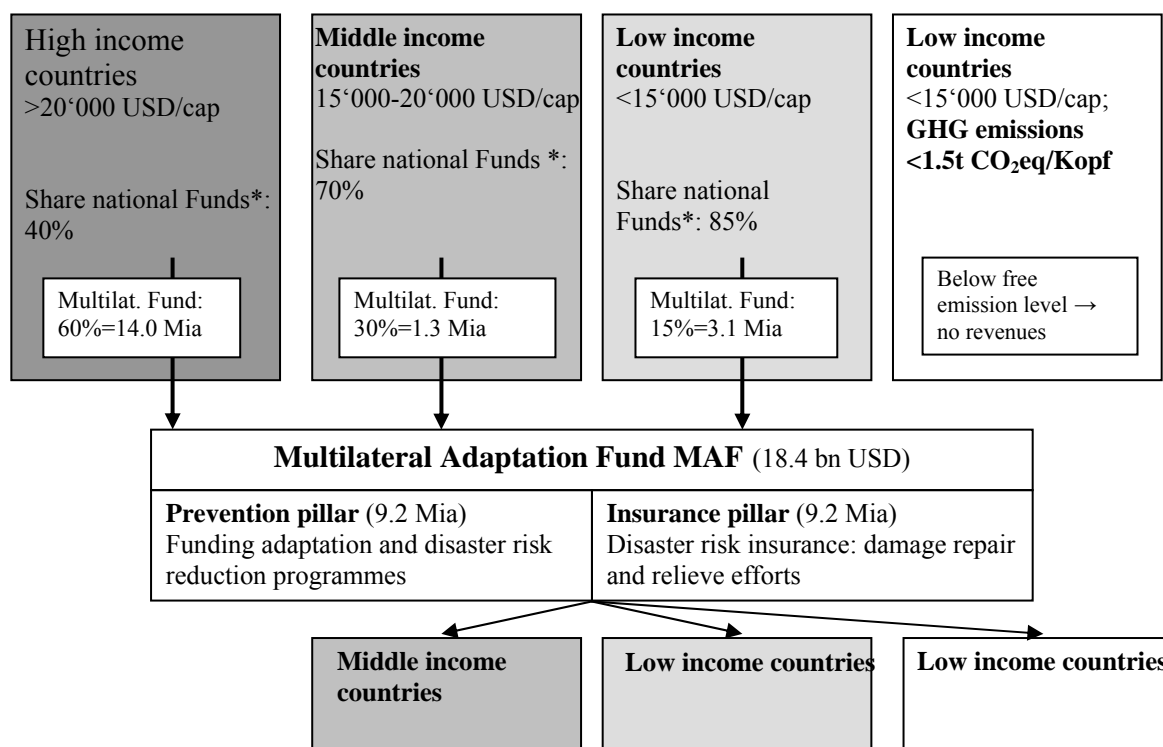 High income
countries
>20‘000 USD/cap
Share national Funds*:
40%
Multilat. Fund:
60%=14.0 Mia
Middle income
countries
15‘000-20‘000 USD/cap
Share national Funds *:
70%
Multilat. Fund:
30%=1.3 Mia
Low income
countries
<15‘000 USD/cap
Share national
Funds*: 85%
Multilat. Fund:
15%=3.1 Mia
Low income
countries
<15‘000 USD/cap;
GHG emissions
<1.5t CO₂eq/Kopf
Below free
emission level →
no revenues
Multilateral Adaptation Fund MAF (18.4 bn USD)
Prevention pillar (9.2 Mia)
Funding adaptation and disaster risk
reduction programmes
Insurance pillar (9.2 Mia)
Disaster risk insurance: damage repair
and relieve efforts
Middle income
countries
Low income countries
Low income countries